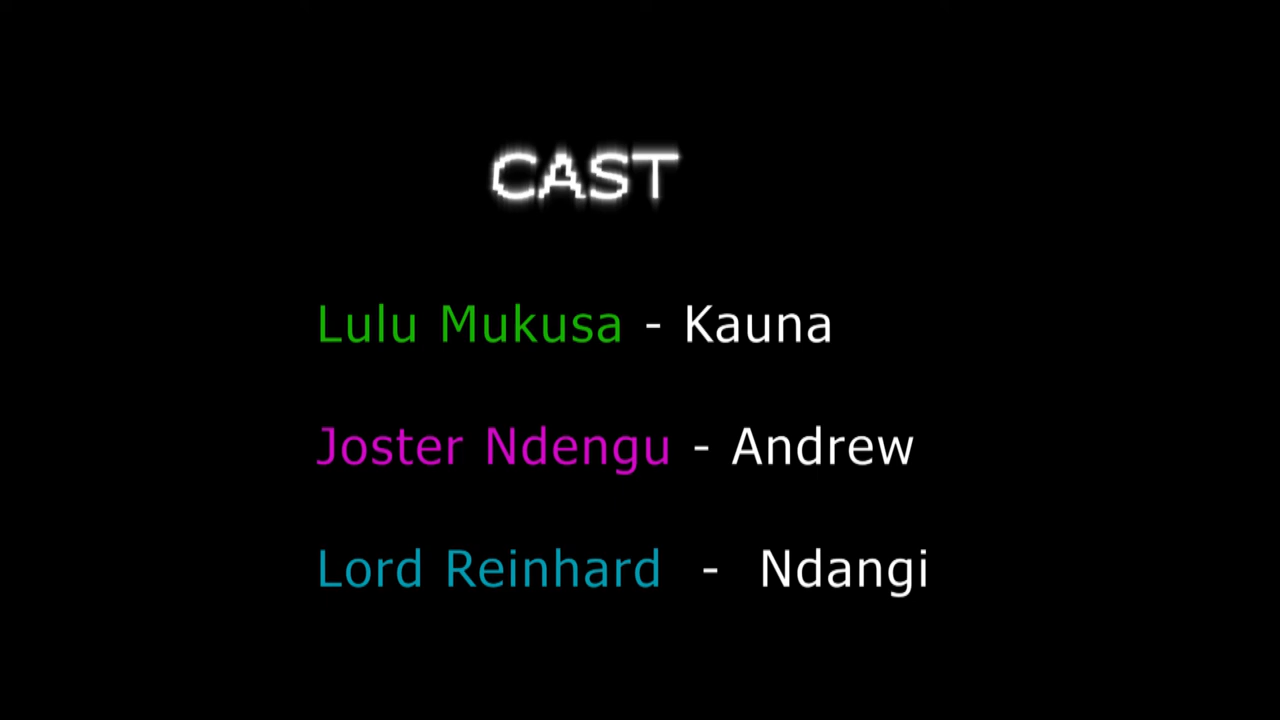 CAST
Lulu Mukusa - Kauna
Joster Ndengu - Andrew
Lord Reinhard - Ndangi